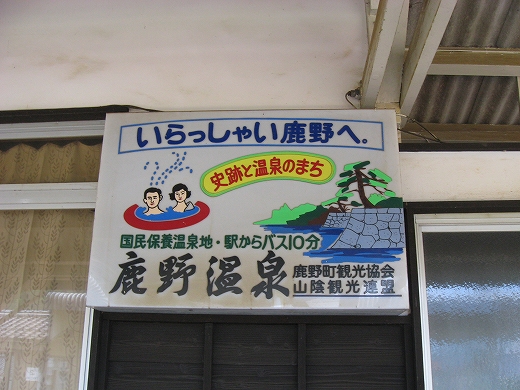 いらっしゃい鹿野へ。
史跡と温泉のまち
国民保養温泉地・駅からバス10分
鹿野温泉
鹿野町観光協会
山陰観光連盟